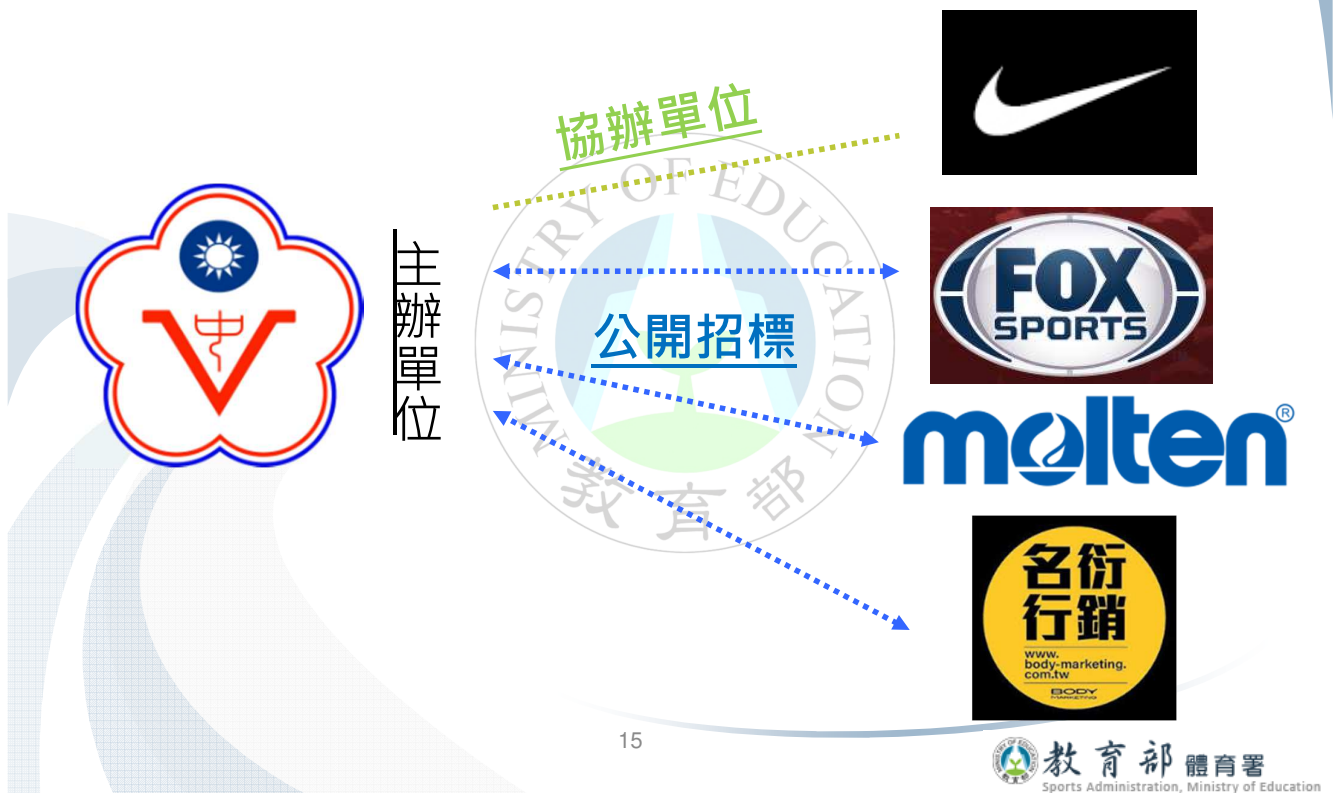 協辦單位
主辦單位
公開招標
MINISTRY OF EDUCATION
教育部
中
FOX
SPORTS
molten®
名衍
行銷
www.
body-marketing.
com.tw
BODY
MARKETING
15
教育部 體育署
Sports Administration, Ministry of Education